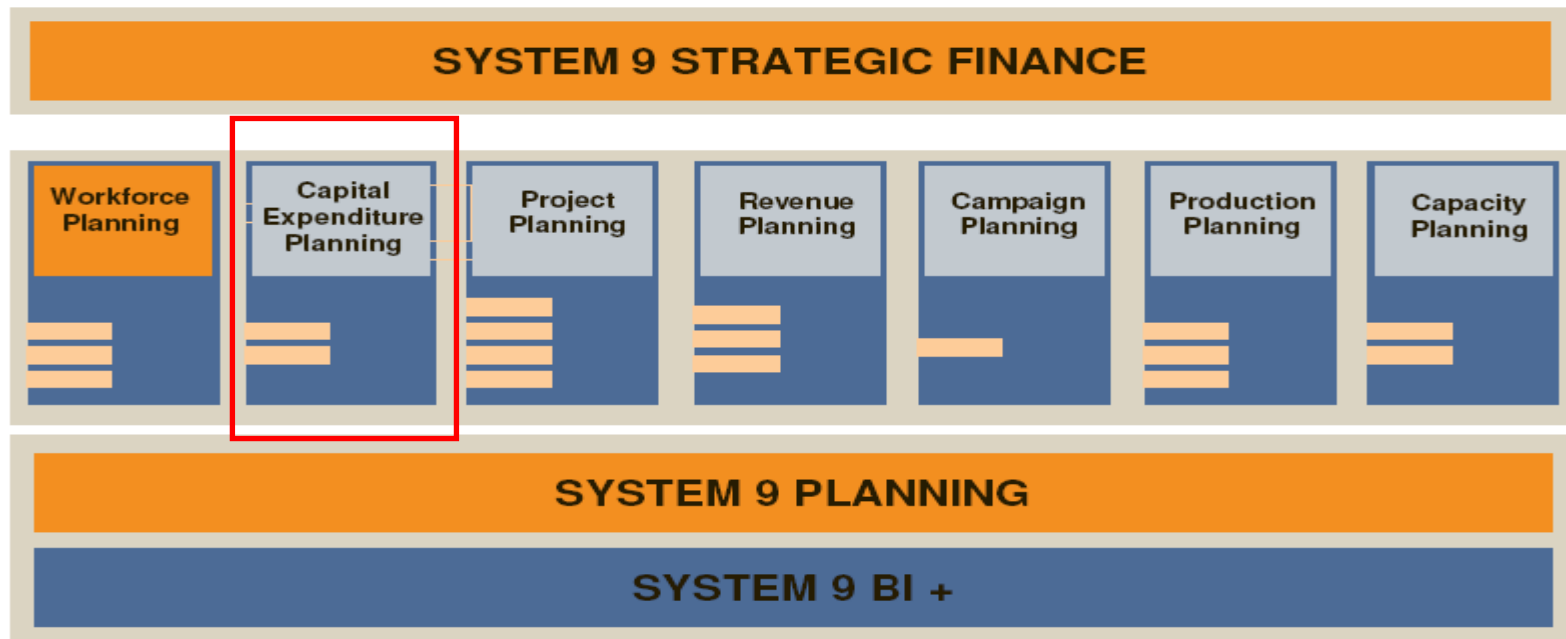 SYSTEM 9 STRATEGIC FINANCE
Workforce
Planning
Capital
Expenditure
Planning
Project
Planning
Revenue
Planning
Campaign
Planning
Production
Planning
Capacity
Planning
SYSTEM 9 PLANNING
SYSTEM 9 BI +